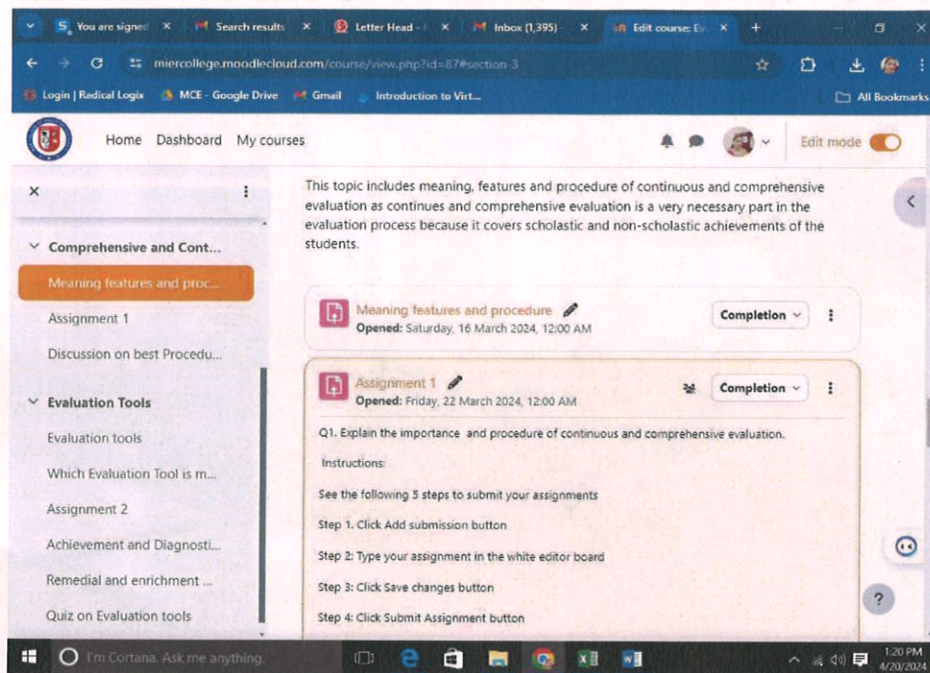 You are signed
Search results
Letter Head -
Inbox (1,395) -
Edit course: Ev
miercollege.moodlecloud.com/course/view.php?id=87#section-3
Login | Radical Logix
MCE - Google Drive
Gmail
Introduction to Virt...
All Bookmarks
Home Dashboard My courses
Edit mode
Comprehensive and Cont...
Meaning features and proc...
Assignment 1
Discussion on best Procedu...
Evaluation Tools
Evaluation tools
Which Evaluation Tool is m...
Assignment 2
Achievement and Diagnosti...
Remedial and enrichment ...
Quiz on Evaluation tools
This topic includes meaning, features and procedure of continuous and comprehensive
evaluation as continues and comprehensive evaluation is a very necessary part in the
evaluation process because it covers scholastic and non-scholastic achievements of the
students.
Meaning features and procedure
Completion
Opened: Saturday, 16 March 2024, 12:00 AM
Assignment 1
Completion
Opened: Friday, 22 March 2024, 12:00 AM
Q1. Explain the importance and procedure of continuous and comprehensive evaluation.
Instructions:
See the following 5 steps to submit your assignments
Step 1. Click Add submission button
Step 2: Type your assignment in the white editor board
Step 3: Click Save changes button
Step 4: Click Submit Assignment button
?
I'm Cortana. Ask me anything.
1:20 PM
4/20/2024